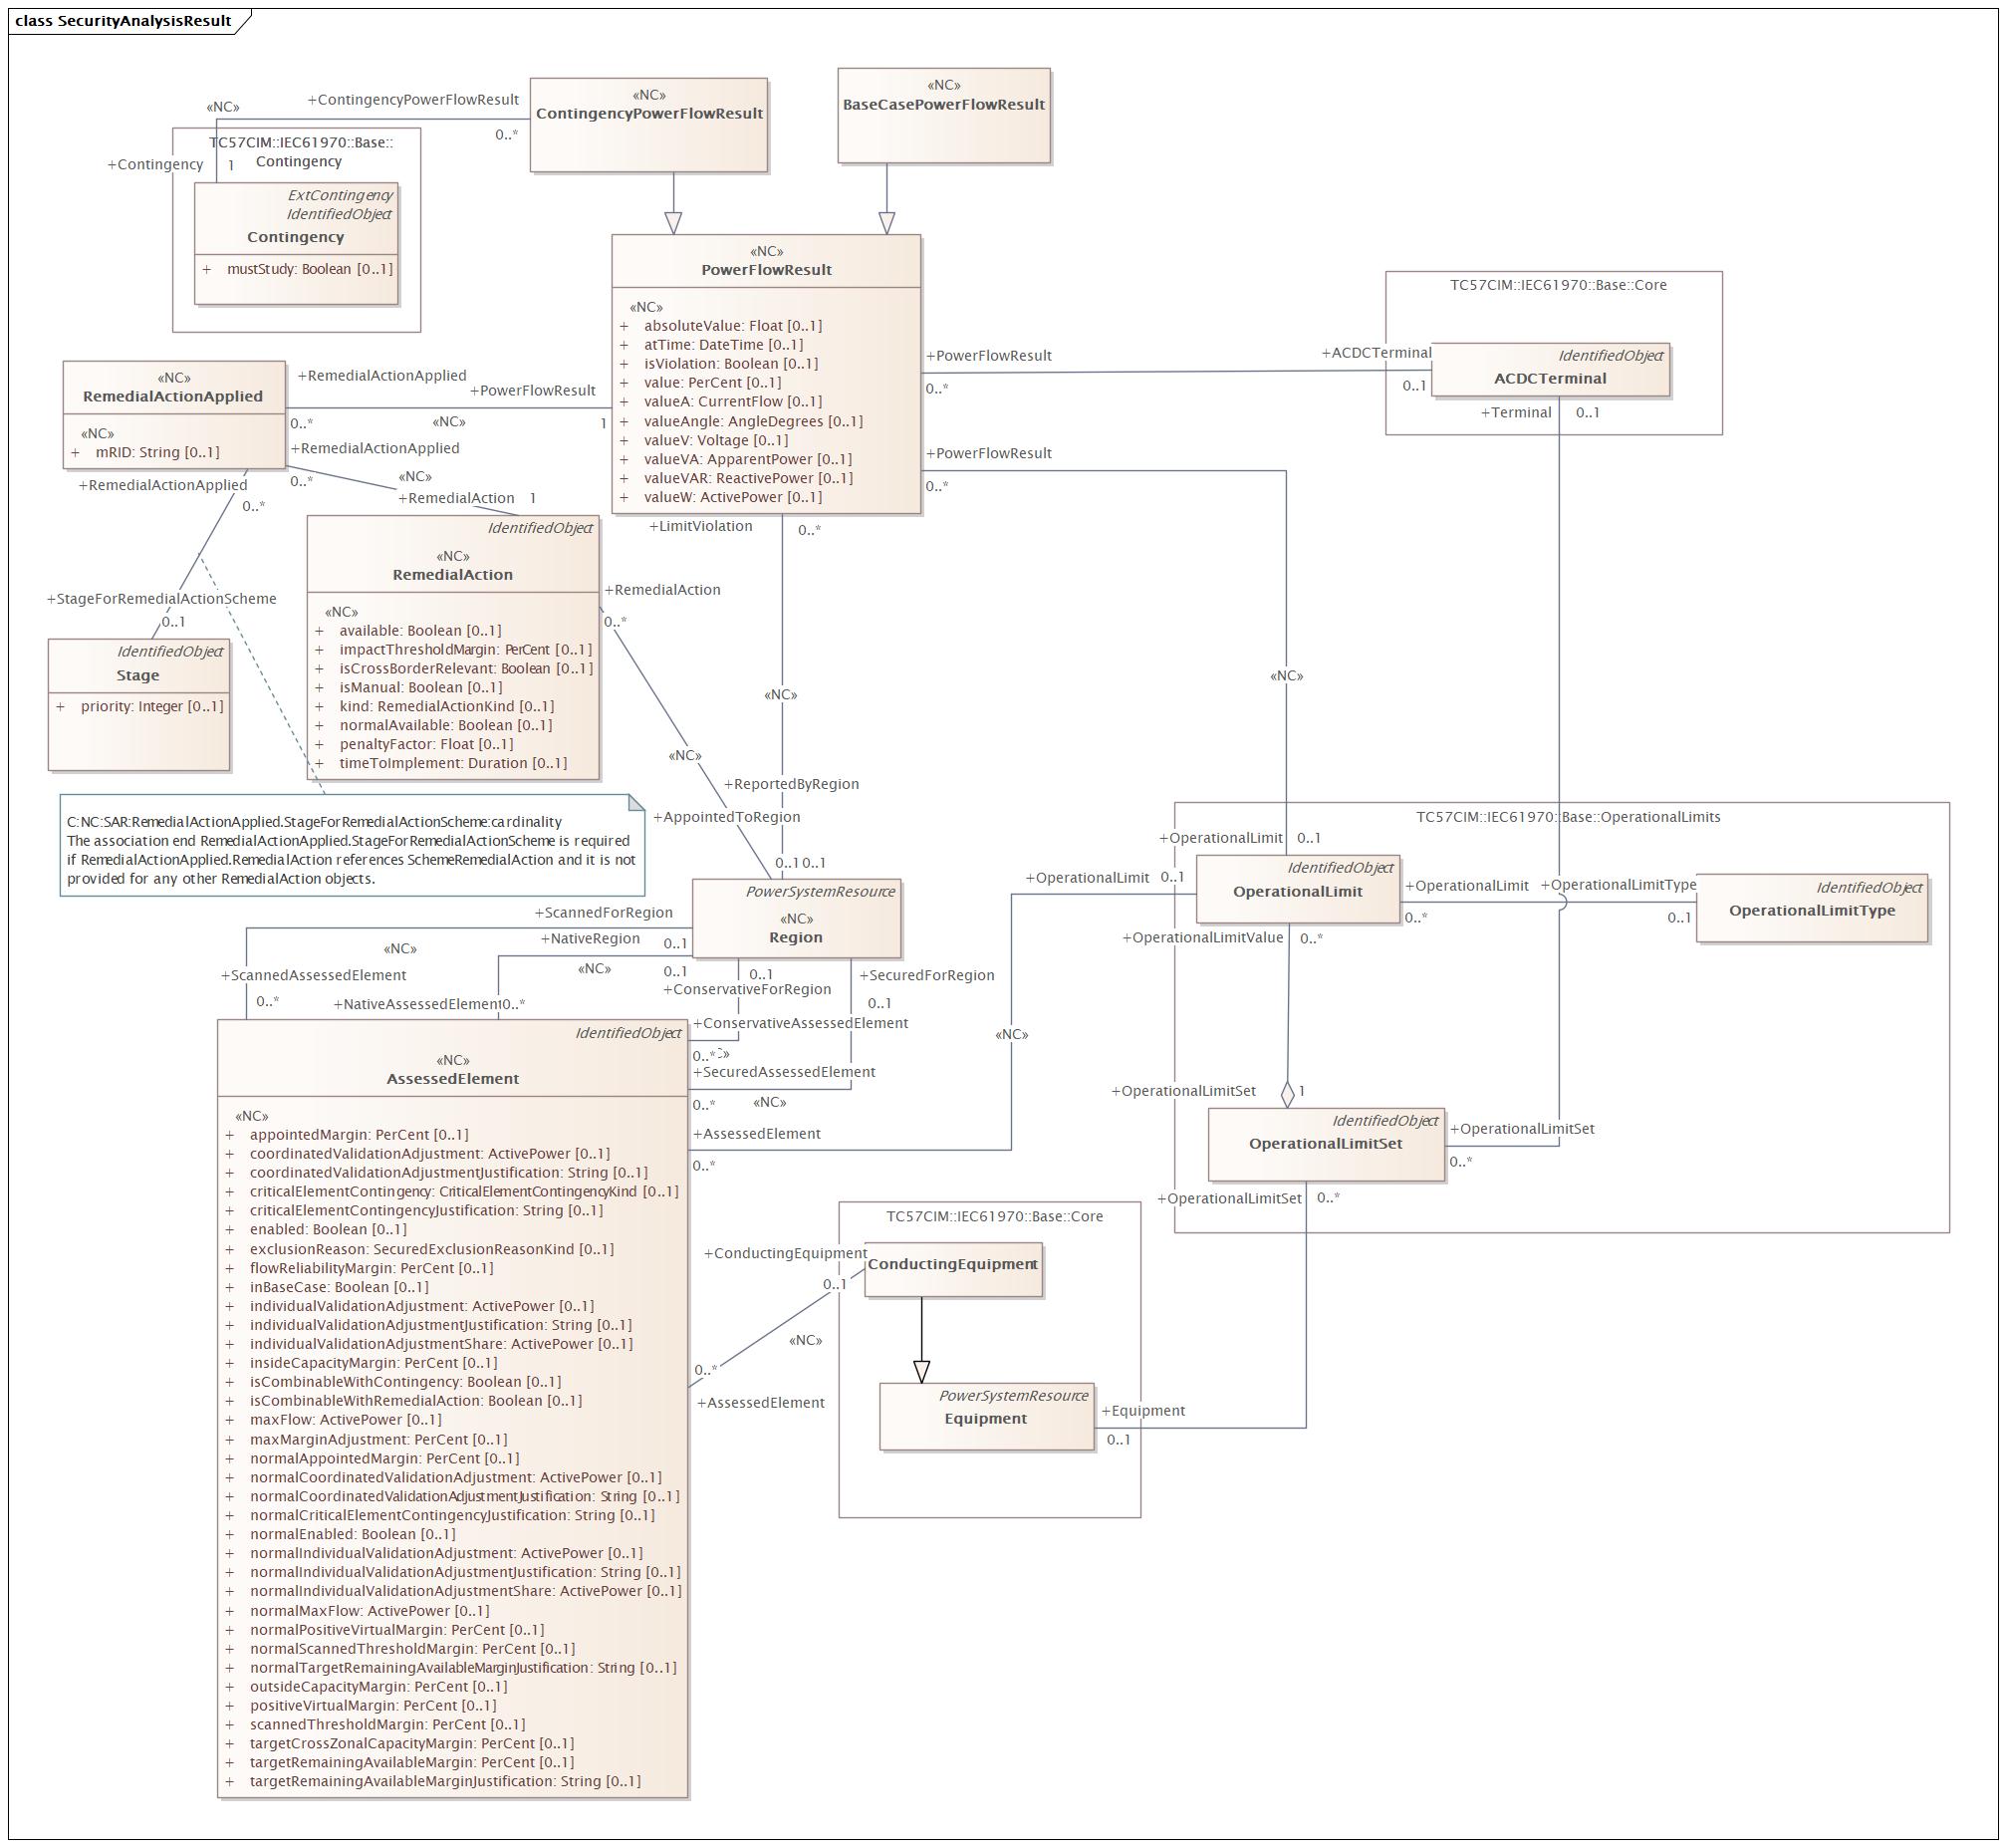 class SecurityAnalysisResult
«NC»
ContingencyPowerFlowResult
«NC»
BaseCasePowerFlowResult
+ContingencyPowerFlowResult
0..*
«NC»
+Contingency
1
TC57CIM::IEC61970::Base::
Contingency
ExtContingency
IdentifiedObject
Contingency
+ mustStudy: Boolean [0..1]
«NC»
PowerFlowResult
«NC»
+ absoluteValue: Float [0..1]
+ atTime: DateTime [0..1]
+ isViolation: Boolean [0..1]
+ value: PerCent [0..1]
+ valueA: CurrentFlow [0..1]
+ valueAngle: AngleDegrees [0..1]
+ valueV: Voltage [0..1]
+ valueVA: ApparentPower [0..1]
+ valueVAR: ReactivePower [0..1]
+ valueW: ActivePower [0..1]
TC57CIM::IEC61970::Base::Core
IdentifiedObject
ACDCTerminal
+PowerFlowResult
0..*
+ACDCTerminal
0..1
+Terminal 0..1
+PowerFlowResult
0..*
«NC»
RemedialActionApplied
«NC»
+ mRID: String [0..1]
+RemedialActionApplied
+PowerFlowResult
0..*
«NC»
1
+RemedialActionApplied
0..*
«NC»
+RemedialAction 1
+RemedialActionApplied
0..*
+StageForRemedialActionScheme
0..1
IdentifiedObject
Stage
+ priority: Integer [0..1]
IdentifiedObject
«NC»
RemedialAction
«NC»
+ available: Boolean [0..1]
+ impactThresholdMargin: PerCent [0..1]
+ isCrossBorderRelevant: Boolean [0..1]
+ isManual: Boolean [0..1]
+ kind: RemedialActionKind [0..1]
+ normalAvailable: Boolean [0..1]
+ penaltyFactor: Float [0..1]
+ timeToImplement: Duration [0..1]
+LimitViolation
0..*
+RemedialAction
0..*
«NC»
«NC»
«NC»
+ReportedByRegion
+AppointedToRegion
0..1
0..1
C:NC:SAR:RemedialActionApplied.StageForRemedialActionScheme:cardinality
The association end RemedialActionApplied.StageForRemedialActionScheme is required
if RemedialActionApplied.RemedialAction references SchemeRemedialAction and it is not
provided for any other RemedialAction objects.
PowerSystemResource
«NC»
Region
TC57CIM::IEC61970::Base::OperationalLimits
+OperationalLimit 0..1
IdentifiedObject
OperationalLimit
+OperationalLimit 0..1
+OperationalLimit
0..*
+OperationalLimitType
0..1
IdentifiedObject
OperationalLimitType
+OperationalLimitValue 0..*
+OperationalLimitSet 1
IdentifiedObject
OperationalLimitSet
+OperationalLimitSet
0..*
+OperationalLimitSet 0..*
+ScannedForRegion
0..1
«NC»
+NativeRegion
0..1
«NC»
+ScannedAssessedElement
0..*
+NativeAssessedElement
0..*
0..1
+ConservativeForRegion
+SecuredForRegion
0..1
+ConservativeAssessedElement
0..*
+SecuredAssessedElement
0..*
«NC»
«NC»
+AssessedElement
0..*
IdentifiedObject
«NC»
AssessedElement
«NC»
+ appointedMargin: PerCent [0..1]
+ coordinatedValidationAdjustment: ActivePower [0..1]
+ coordinatedValidationAdjustmentJustification: String [0..1]
+ criticalElementContingency: CriticalElementContingencyKind [0..1]
+ criticalElementContingencyJustification: String [0..1]
+ enabled: Boolean [0..1]
+ exclusionReason: SecuredExclusionReasonKind [0..1]
+ flowReliabilityMargin: PerCent [0..1]
+ inBaseCase: Boolean [0..1]
+ individualValidationAdjustment: ActivePower [0..1]
+ individualValidationAdjustmentJustification: String [0..1]
+ individualValidationAdjustmentShare: ActivePower [0..1]
+ insideCapacityMargin: PerCent [0..1]
+ isCombinableWithContingency: Boolean [0..1]
+ isCombinableWithRemedialAction: Boolean [0..1]
+ maxFlow: ActivePower [0..1]
+ maxMarginAdjustment: PerCent [0..1]
+ normalAppointedMargin: PerCent [0..1]
+ normalCoordinatedValidationAdjustment: ActivePower [0..1]
+ normalCoordinatedValidationAdjustmentJustification: String [0..1]
+ normalCriticalElementContingencyJustification: String [0..1]
+ normalEnabled: Boolean [0..1]
+ normalIndividualValidationAdjustment: ActivePower [0..1]
+ normalIndividualValidationAdjustmentJustification: String [0..1]
+ normalIndividualValidationAdjustmentShare: ActivePower [0..1]
+ normalMaxFlow: ActivePower [0..1]
+ normalPositiveVirtualMargin: PerCent [0..1]
+ normalScannedThresholdMargin: PerCent [0..1]
+ normalTargetRemainingAvailableMarginJustification: String [0..1]
+ outsideCapacityMargin: PerCent [0..1]
+ positiveVirtualMargin: PerCent [0..1]
+ scannedThresholdMargin: PerCent [0..1]
+ targetCrossZonalCapacityMargin: PerCent [0..1]
+ targetRemainingAvailableMargin: PerCent [0..1]
+ targetRemainingAvailableMarginJustification: String [0..1]
TC57CIM::IEC61970::Base::Core
+ConductingEquipment
0..1
ConductingEquipment
«NC»
0..*
+AssessedElement
PowerSystemResource
Equipment
+Equipment
0..1